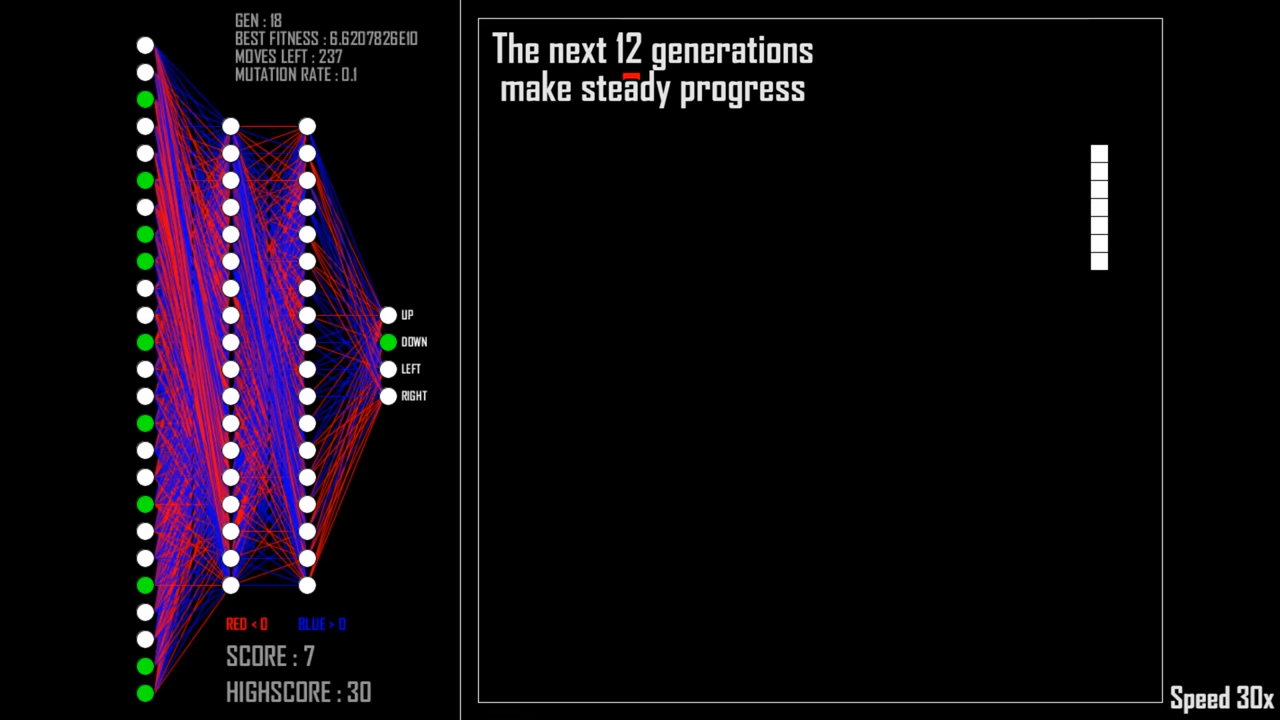 GEN : 18
BEST FITNESS : 6.6207826E10
MOVES LEFT : 237
MUTATION RATE : 0.1
The next 12 generations
make steady progress
UP
DOWN
LEFT
RIGHT
RED < 0 BLUE > 0
SCORE : 7
HIGHSCORE : 30
Speed 30x